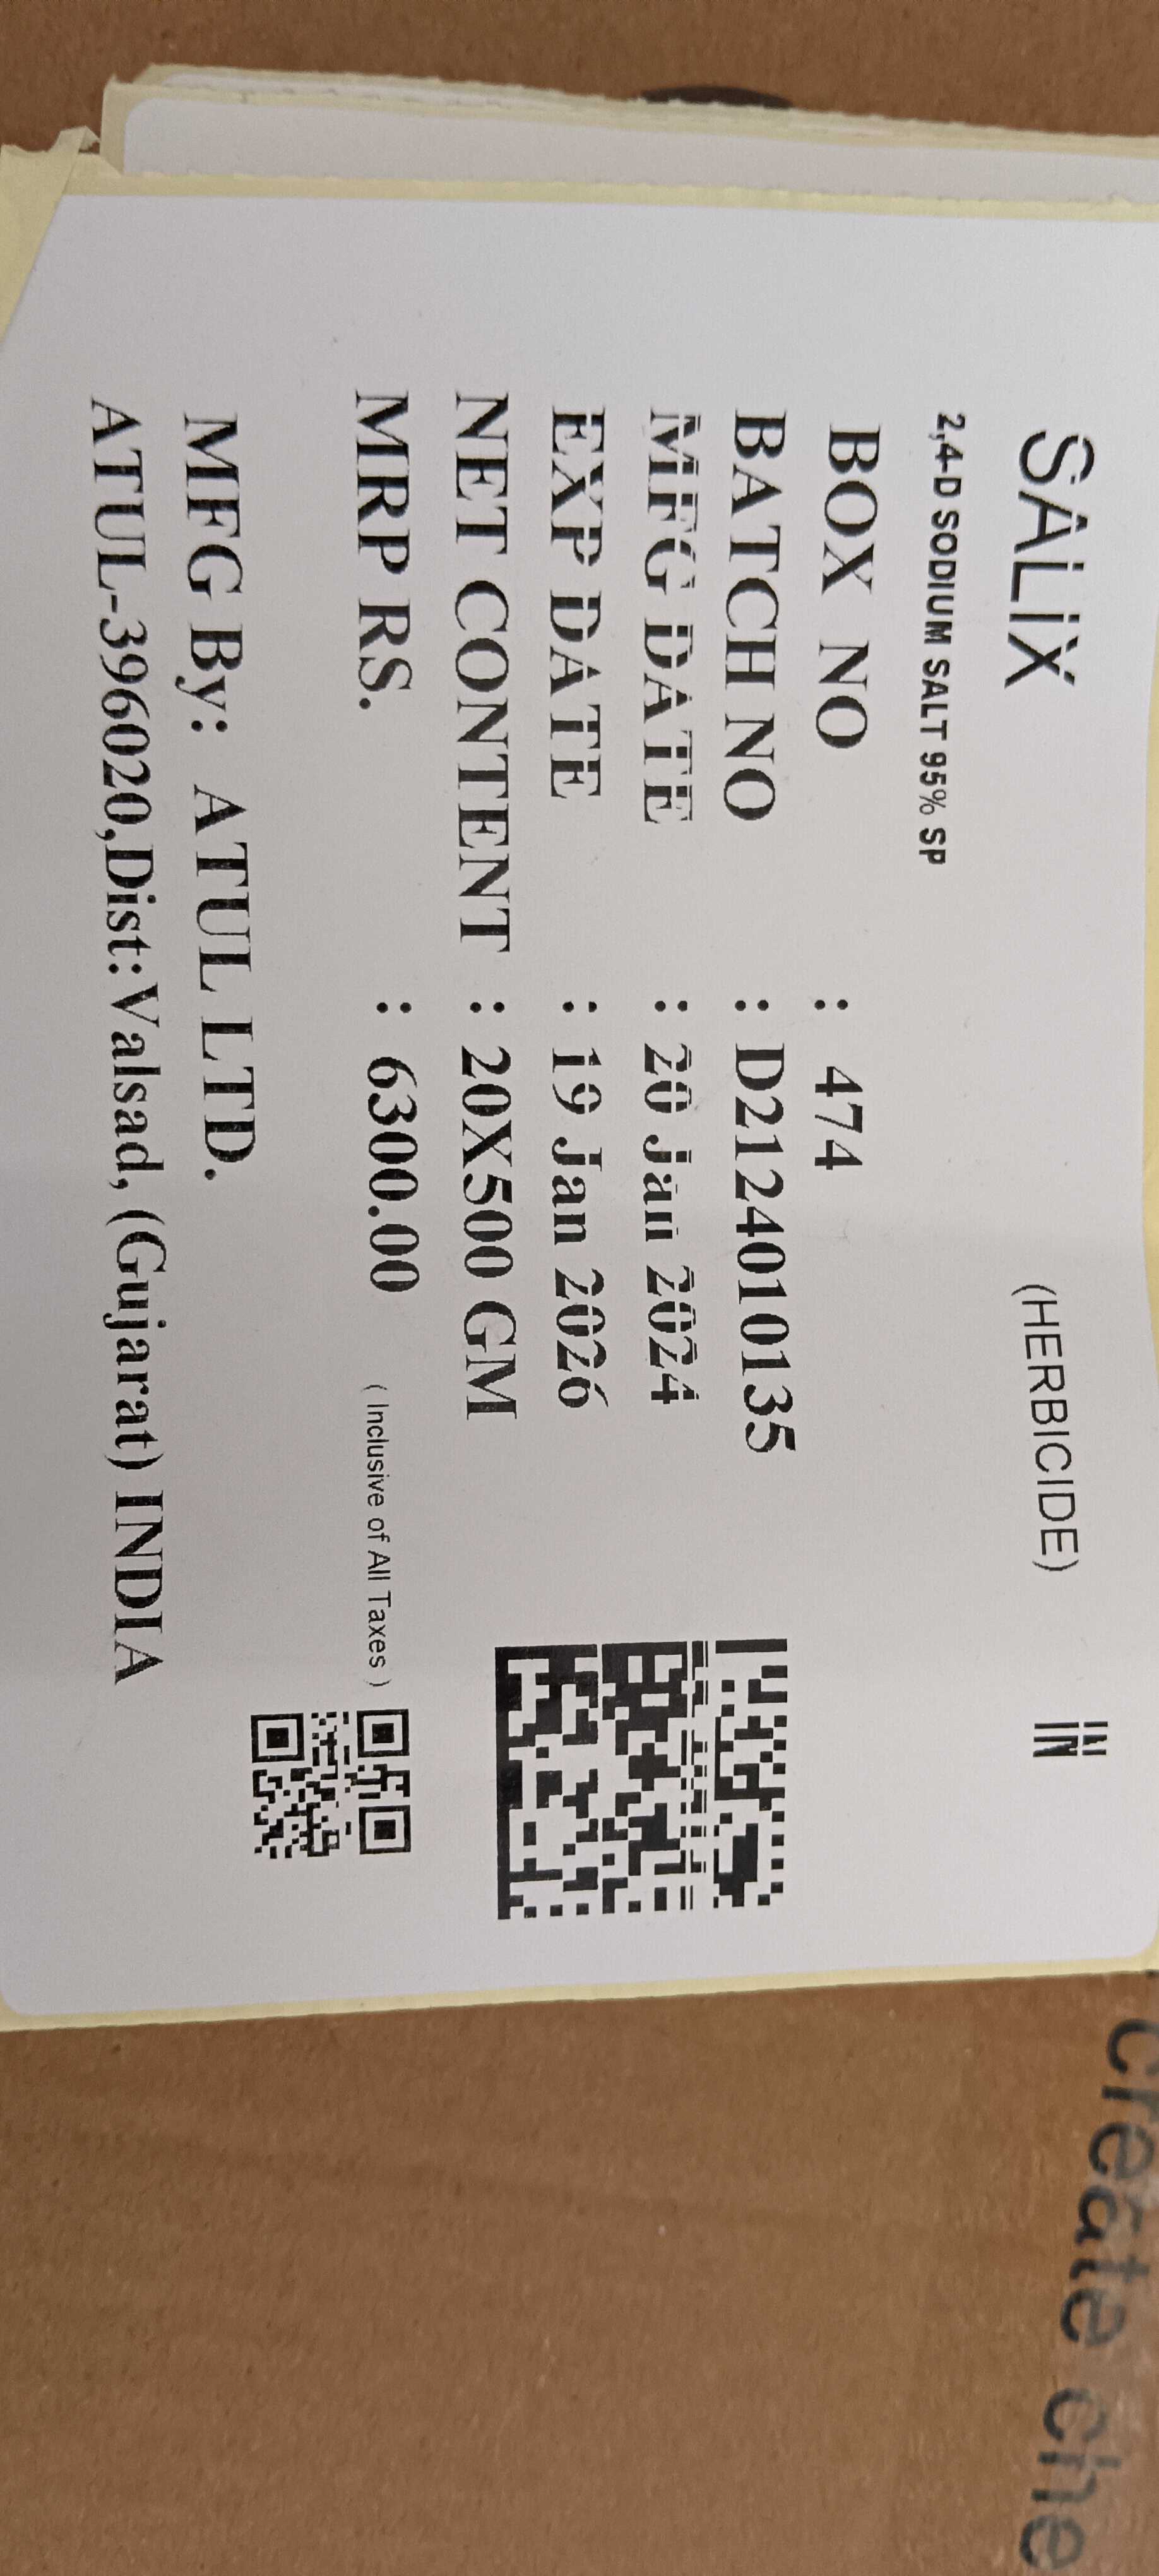 SALIX (HERBICIDE) IN
2,4-D SODIUM SALT 95% SP
BOX NO : 474
BATCH NO : D2124010135
MFG DATE : 20 Jan 2024
EXP DATE : 19 Jan 2026
NET CONTENT : 20X500 GM
MRP RS. : 6300.00 ( Inclusive of All Taxes )
MFG By: ATUL LTD.
ATUL-396020,Dist:Valsad, (Gujarat) INDIA
create che